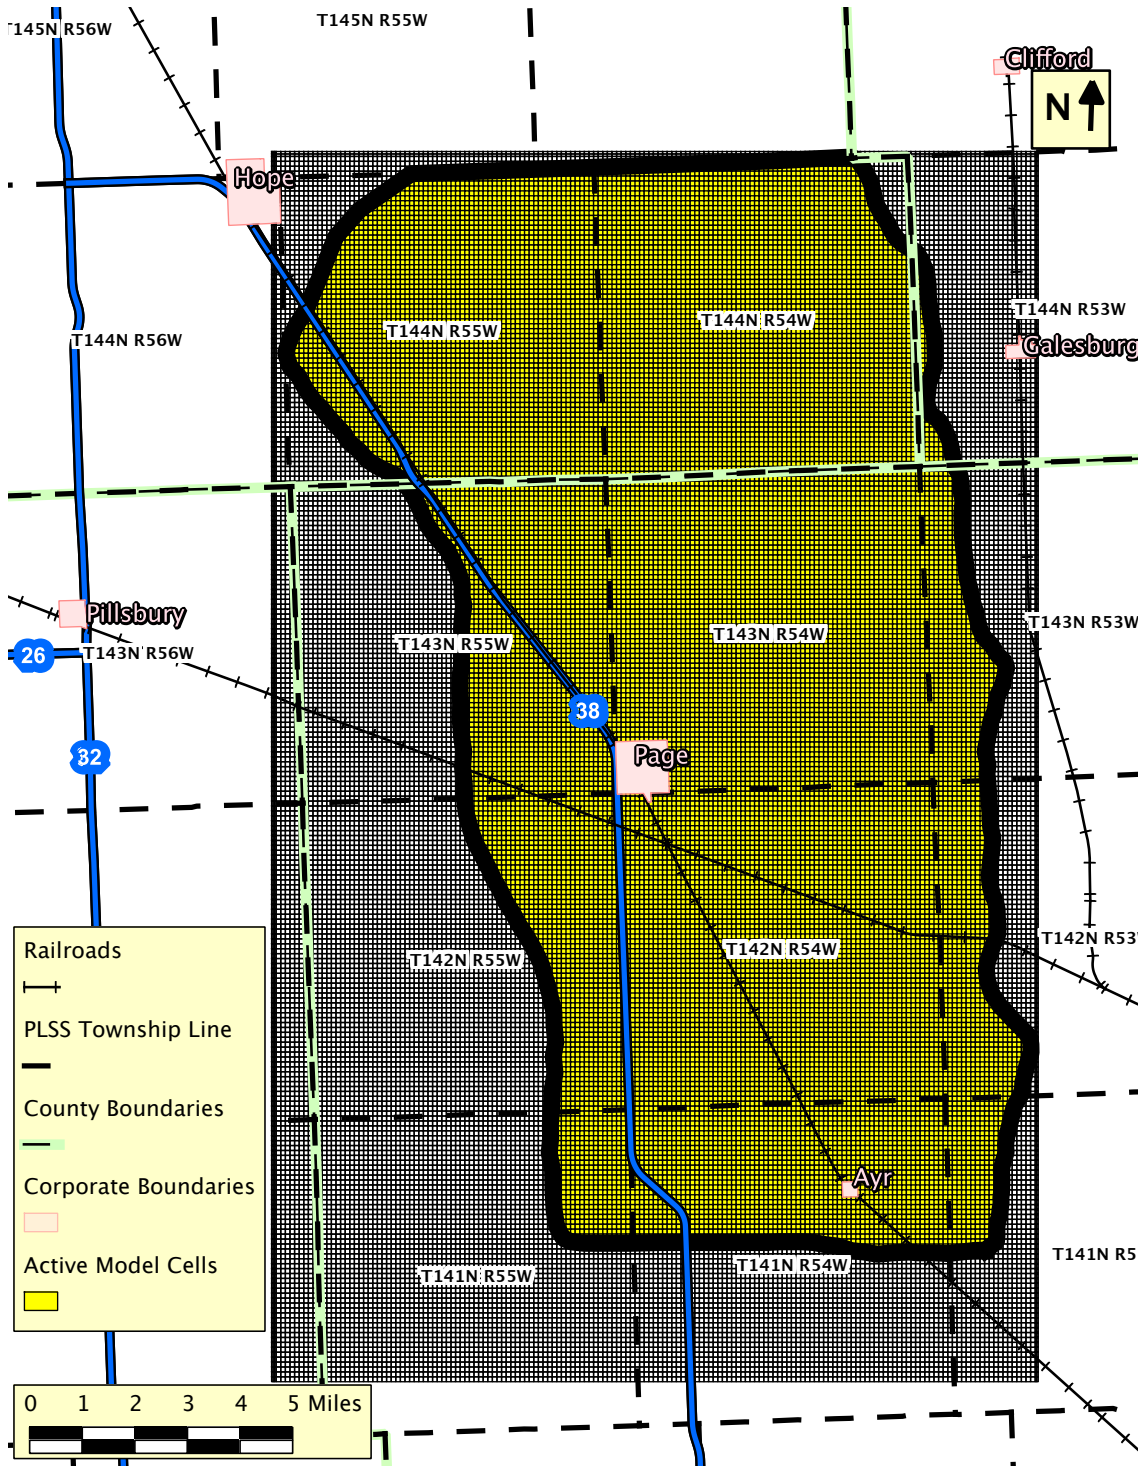 T145N R56W
T145N R55W
Clifford
N
Hope
T144N R53W
T144N R55W
T144N R54W
T144N R56W
Galesburg
Pillsbury
T143N R53W
T143N R55W
T143N R54W
26
T143N R56W
38
32
Page
T142N R53W
T142N R55W
T142N R54W
Railroads
PLSS Township Line
County Boundaries
Corporate Boundaries
Active Model Cells
Ayr
T141N R5
T141N R55W
T141N R54W
0 1 2 3 4 5 Miles